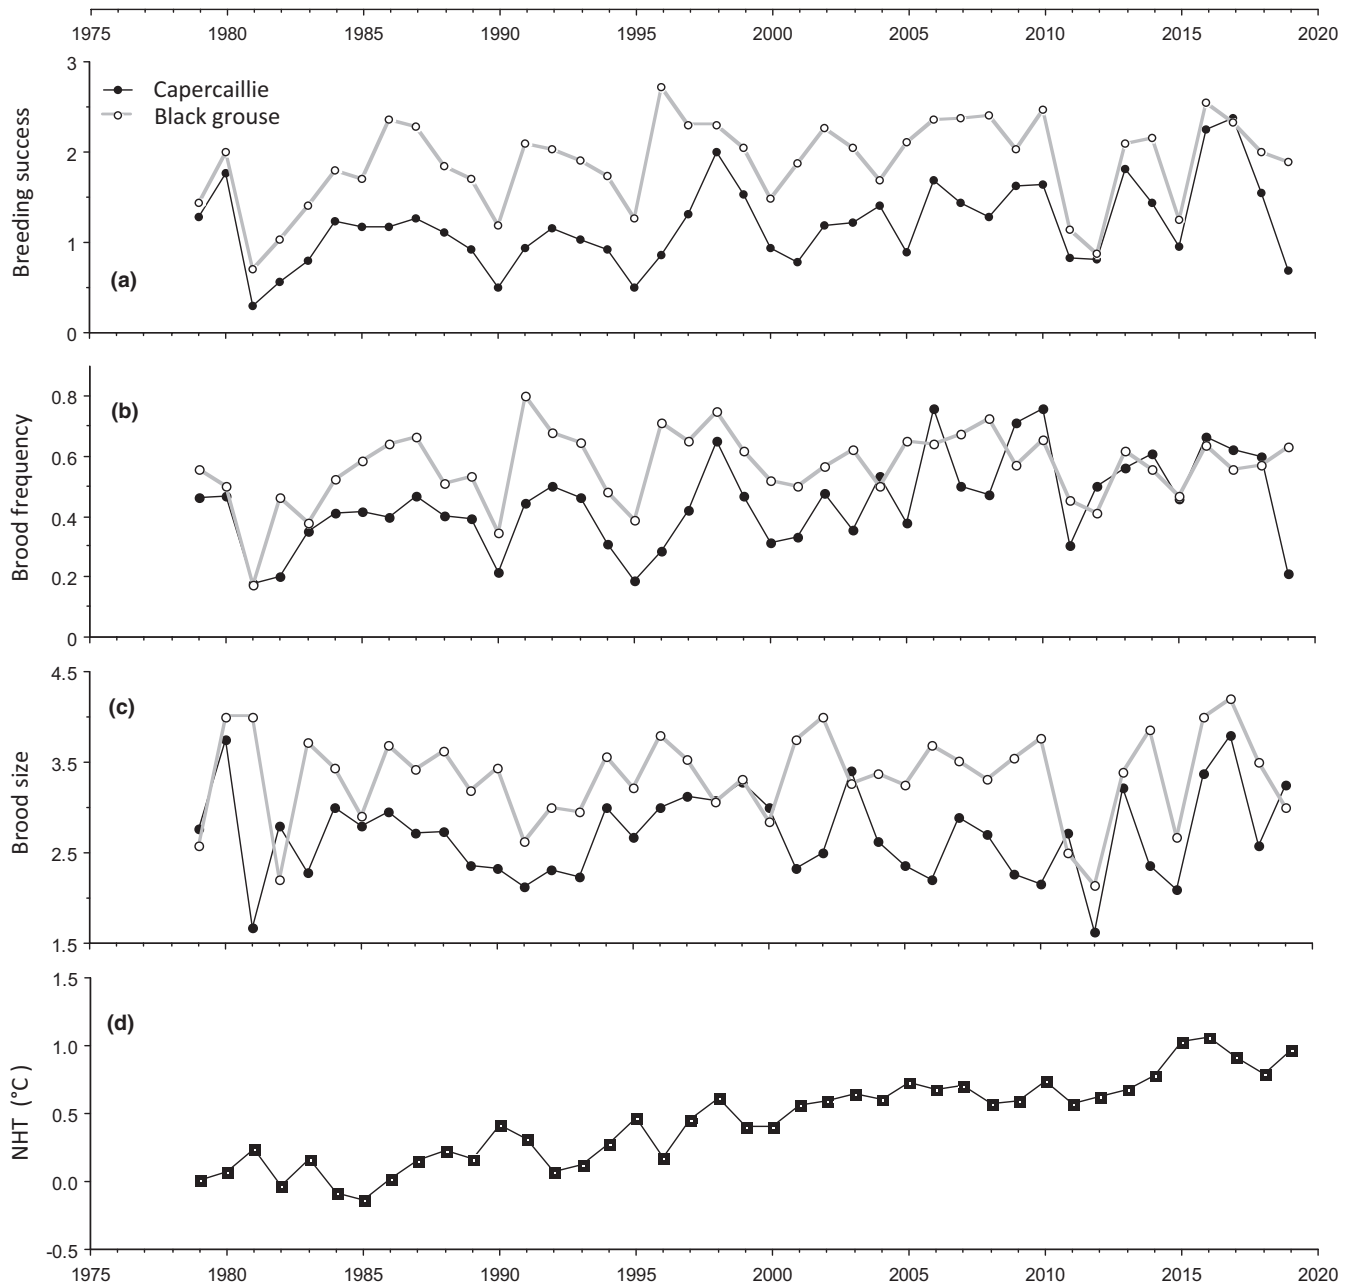 1975 1980 1985 1990 1995 2000 2005 2010 2015 2020
3
Capercaillie
Black grouse
2
1
0
Breeding success
(a)
0.8
0.6
0.4
0.2
0
Brood frequency
(b)
4.5
3.5
2.5
1.5
Brood size
(c)
1.5
1.0
0.5
0.0
-0.5
NHT (°C )
(d)
1975 1980 1985 1990 1995 2000 2005 2010 2015 2020